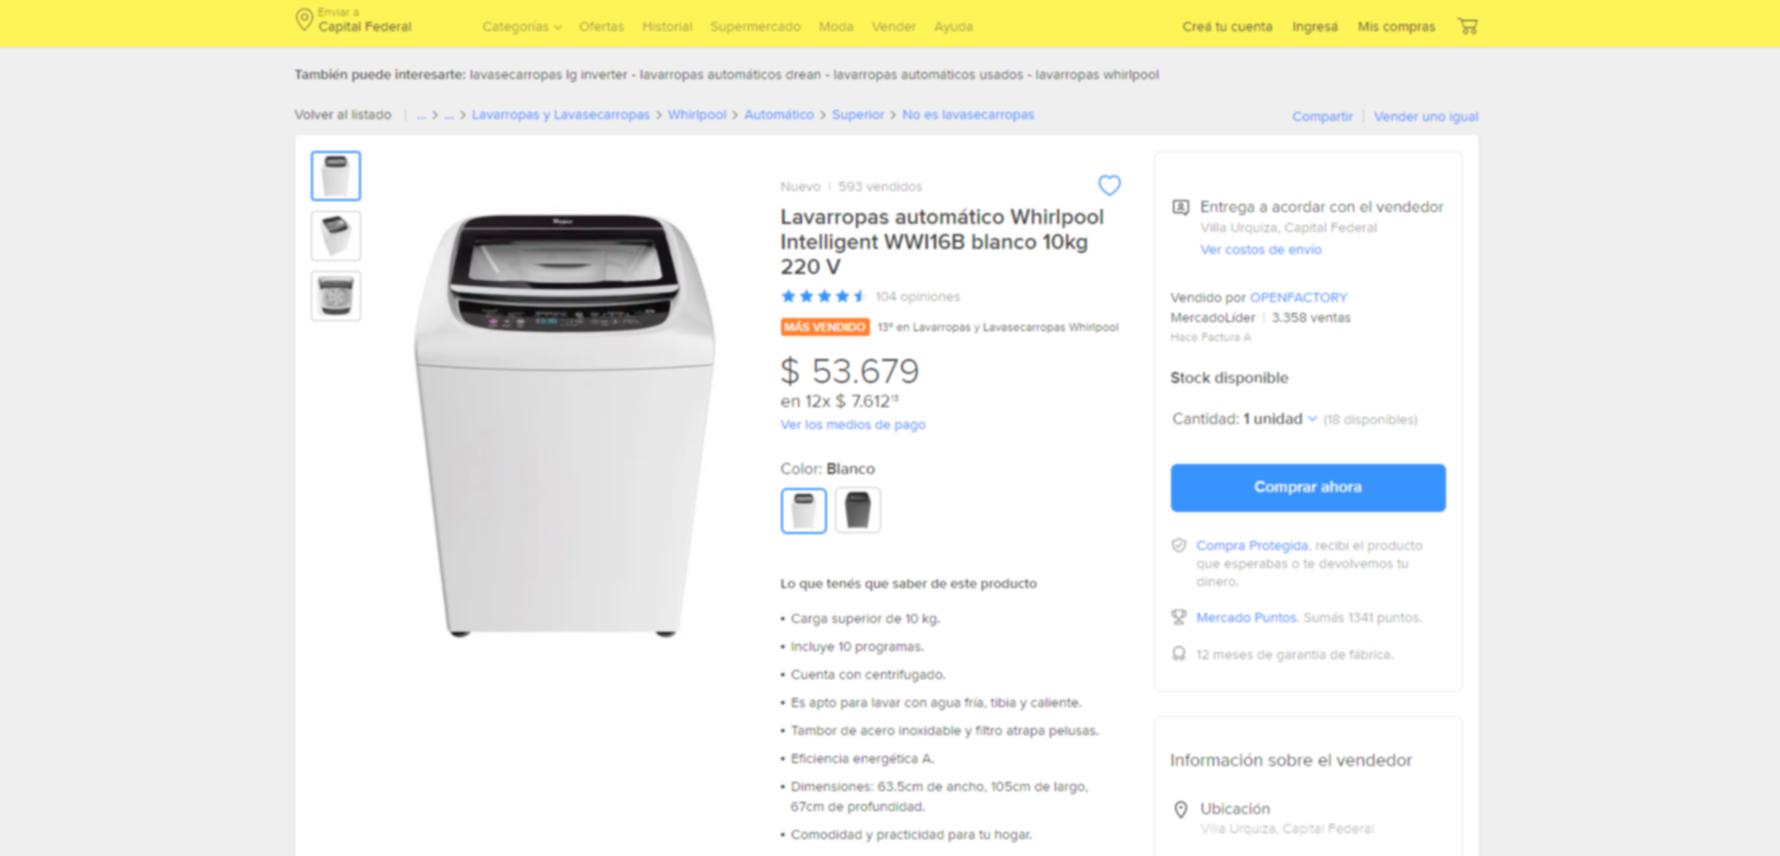 Enviar a
Capital Federal
Categorías
Ofertas
Historial
Supermercado
Moda
Vender
Ayuda
Creá tu cuenta
Ingresá
Mis compras
También puede interesarte: lavasecarropas lg inverter - lavarropas automáticos drean - lavarropas automáticos usados - lavarropas whirlpool
Volver al listado | ... > ... > Lavarropas y Lavasecarropas > Whirlpool > Automático > Superior > No es lavasecarropas
Compartir | Vender uno igual
Nuevo | 593 vendidos
Lavarropas automático Whirlpool
Intelligent WWI16B blanco 10kg
220 V
104 opiniones
MÁS VENDIDO 13º en Lavarropas y Lavasecarropas Whirlpool
$ 53.679
en 12x $ 7.612¹³
Ver los medios de pago
Color: Blanco
Lo que tenés que saber de este producto
• Carga superior de 10 kg.
• Incluye 10 programas.
• Cuenta con centrifugado.
• Es apto para lavar con agua fría, tibia y caliente.
• Tambor de acero inoxidable y filtro atrapa pelusas.
• Eficiencia energética A.
• Dimensiones: 63.5cm de ancho, 105cm de largo,
67cm de profundidad.
• Comodidad y practicidad para tu hogar.
Entrega a acordar con el vendedor
Villa Urquiza, Capital Federal
Ver costos de envío
Vendido por OPENFACTORY
MercadoLíder | 3.358 ventas
Hace Factura A
Stock disponible
Cantidad: 1 unidad (18 disponibles)
Comprar ahora
Compra Protegida, recibí el producto
que esperabas o te devolvemos tu
dinero.
Mercado Puntos. Sumás 1341 puntos.
12 meses de garantía de fábrica.
Información sobre el vendedor
Ubicación
Villa Urquiza, Capital Federal